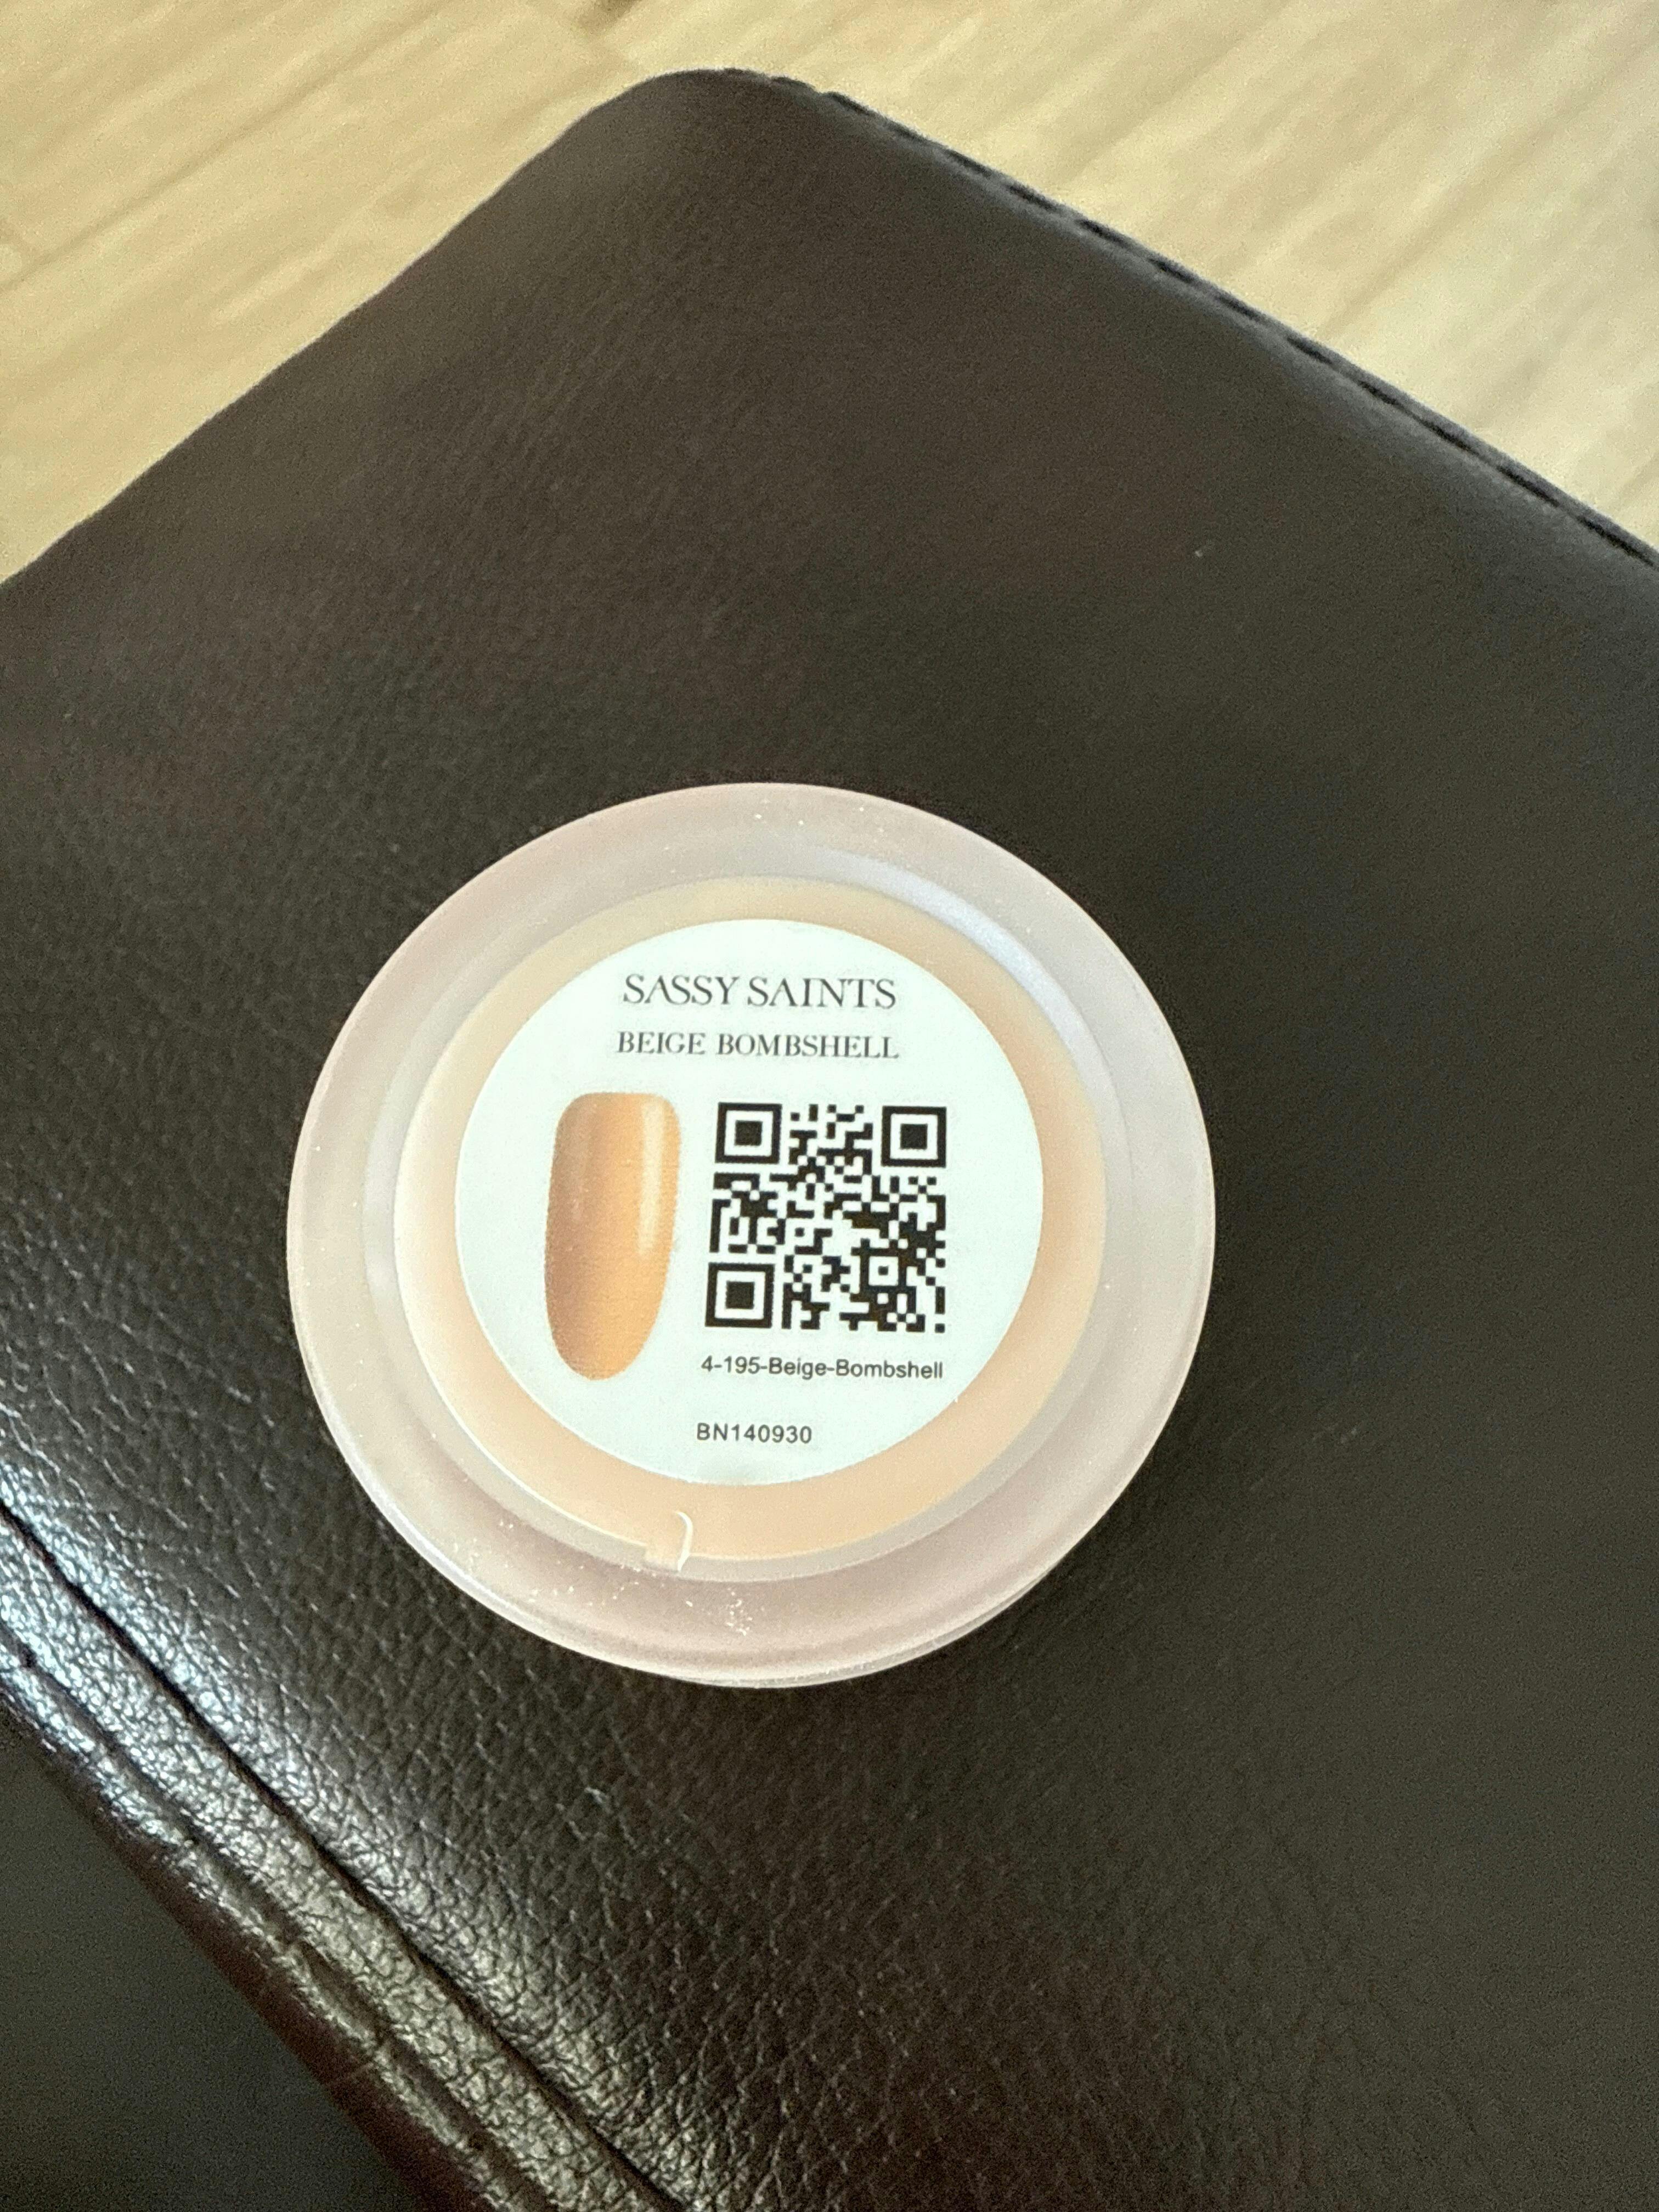 SASSY SAINTS
BEIGE BOMBSHELL
4-195-Beige-Bombshell
BN140930